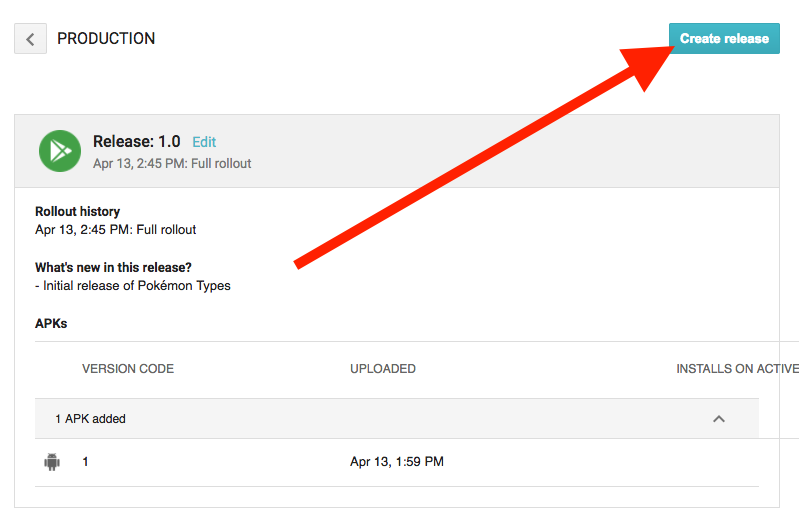 PRODUCTION
Create release
Release: 1.0 Edit
Apr 13, 2:45 PM: Full rollout
Rollout history
Apr 13, 2:45 PM: Full rollout
What's new in this release?
- Initial release of Pokémon Types
APKs
VERSION CODE UPLOADED INSTALLS ON ACTIVE
1 APK added
1 Apr 13, 1:59 PM